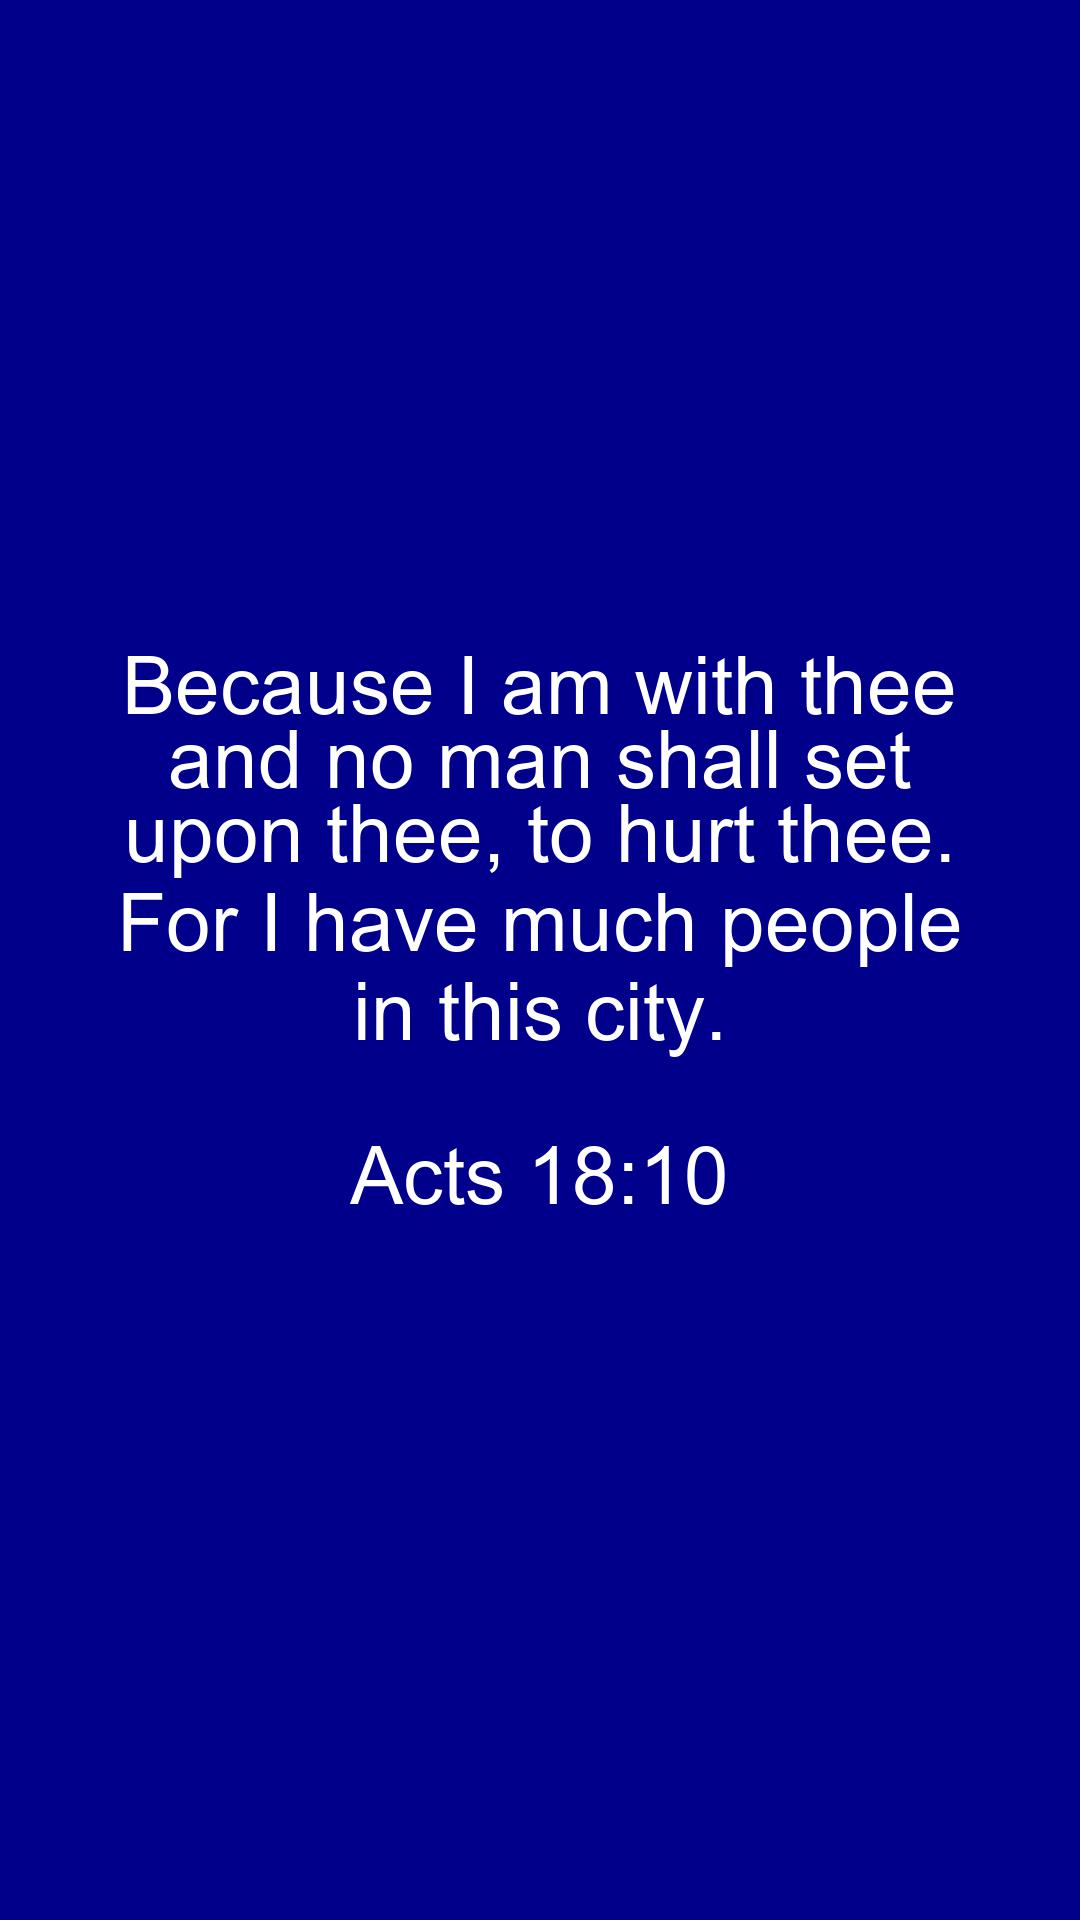 Because I am with thee
and no man shall set
upon thee, to hurt thee.
For I have much people
in this city.
Acts 18:10